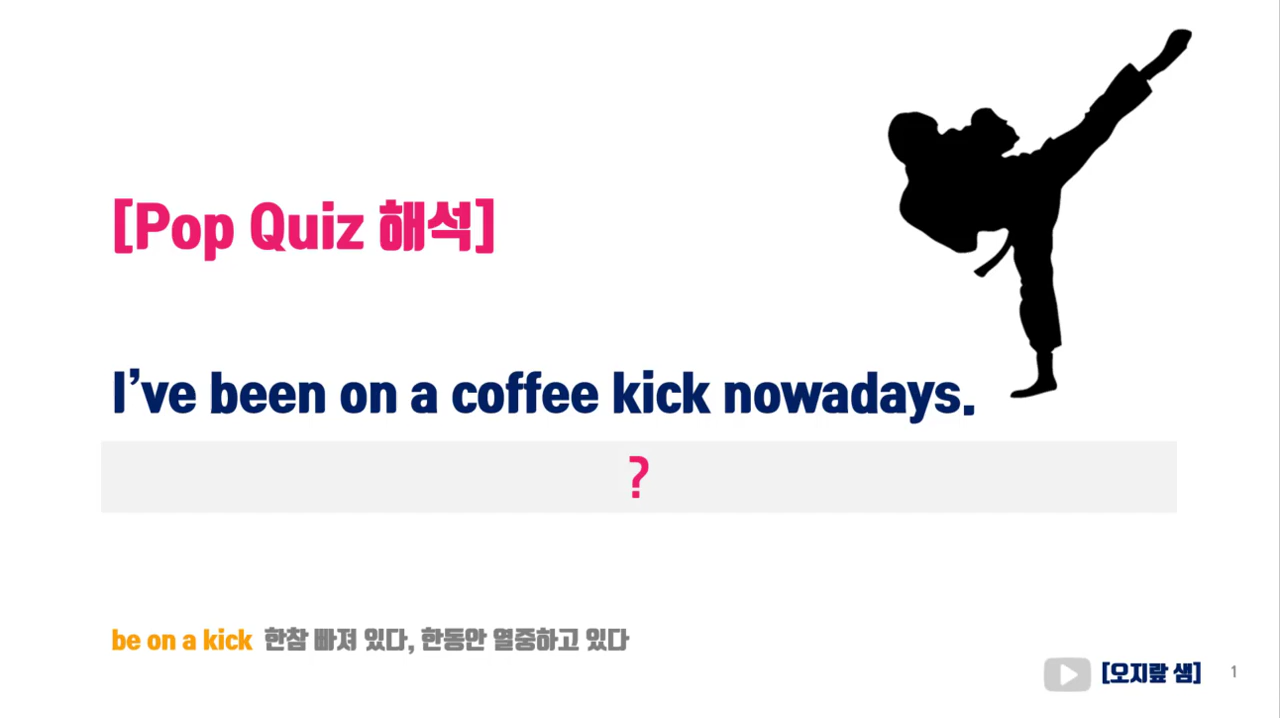 [Pop Quiz 해석]
I've been on a coffee kick nowadays.
?
be on a kick 한참 빠져 있다, 한동안 열중하고 있다
[오지랖 샘] 1